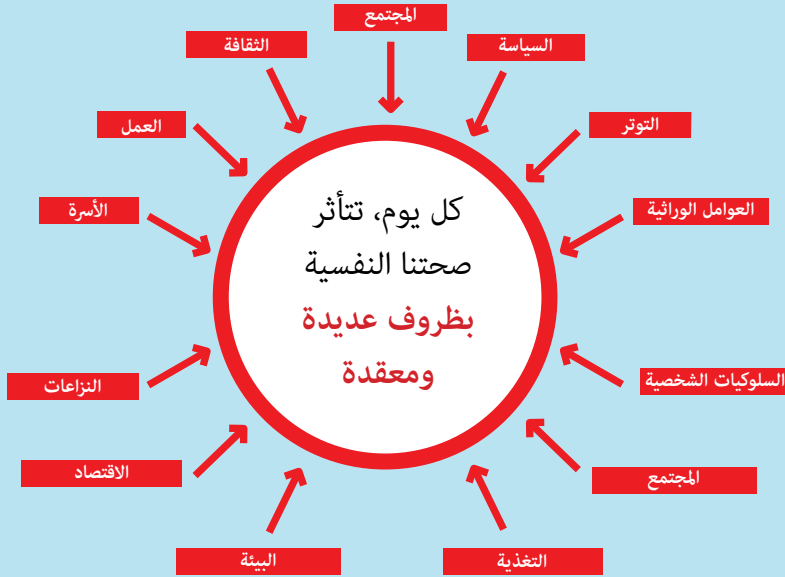 المجتمع
السياسة
الثقافة
التوتر
العمل
العوامل الوراثية
الأسرة
كل يوم، تتأثر
صحتنا النفسية
بظروف عديدة
ومعقدة
السلوكيات الشخصية
النزاعات
المجتمع
الاقتصاد
التغذية
البيئة